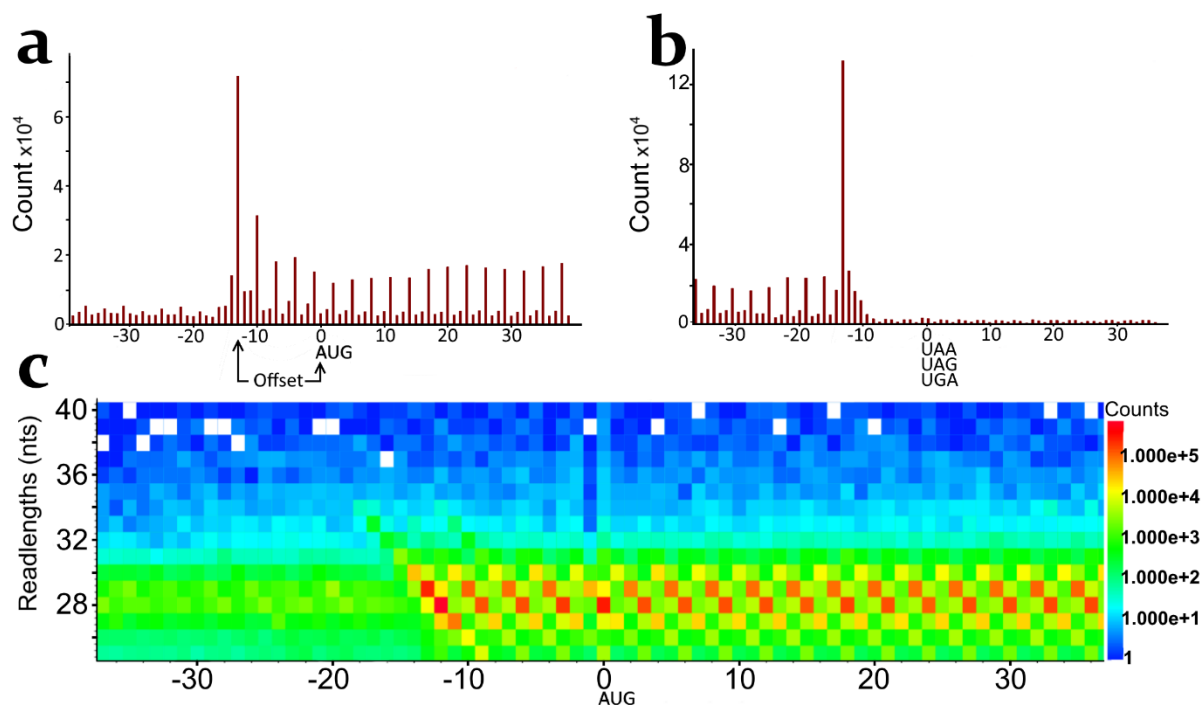 a
b
Count x10⁴
6
4
2
0
-30 -20 -10 0 10 20 30
AUG
Offset
Count x10⁴
12
8
4
0
-30 -20 -10 0 10 20 30
UAA
UAG
UGA
c
Readlengths (nts)
40
36
32
28
-30 -20 -10 0 10 20 30
AUG
Counts
1.000e+5
1.000e+4
1.000e+3
1.000e+2
1.000e+1
1